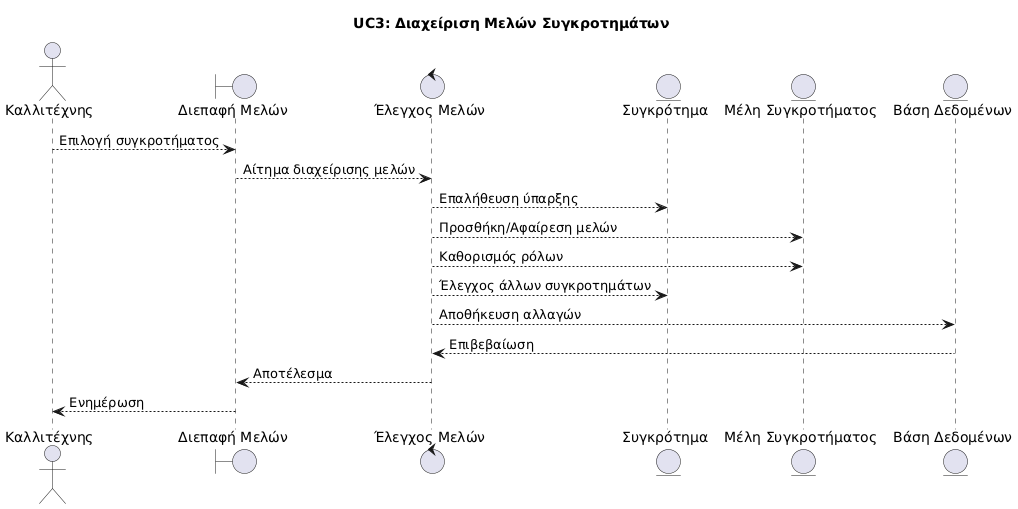 UC3: Διαχείριση Μελών Συγκροτημάτων
Καλλιτέχνης
Διεπαφή Μελών
Έλεγχος Μελών
Συγκρότημα
Μέλη Συγκροτήματος
Βάση Δεδομένων
Επιλογή συγκροτήματος
Αίτημα διαχείρισης μελών
Επαλήθευση ύπαρξης
Προσθήκη/Αφαίρεση μελών
Καθορισμός ρόλων
Έλεγχος άλλων συγκροτημάτων
Αποθήκευση αλλαγών
Επιβεβαίωση
Αποτέλεσμα
Ενημέρωση
Καλλιτέχνης
Διεπαφή Μελών
Έλεγχος Μελών
Συγκρότημα
Μέλη Συγκροτήματος
Βάση Δεδομένων